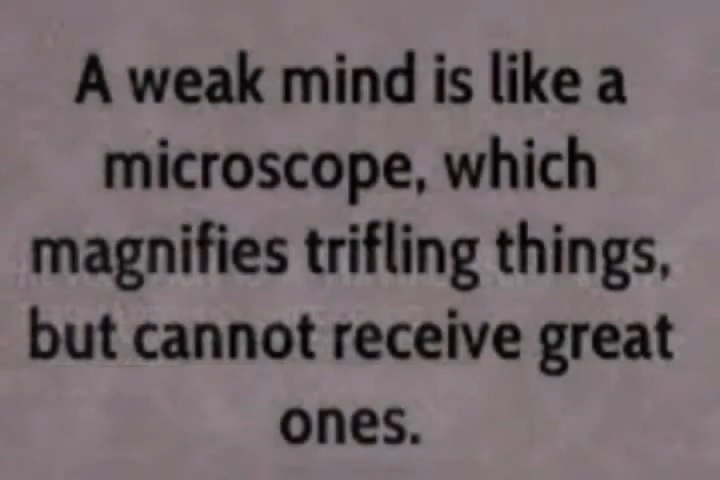 A weak mind is like a
microscope, which
magnifies trifling things,
but cannot receive great
ones.